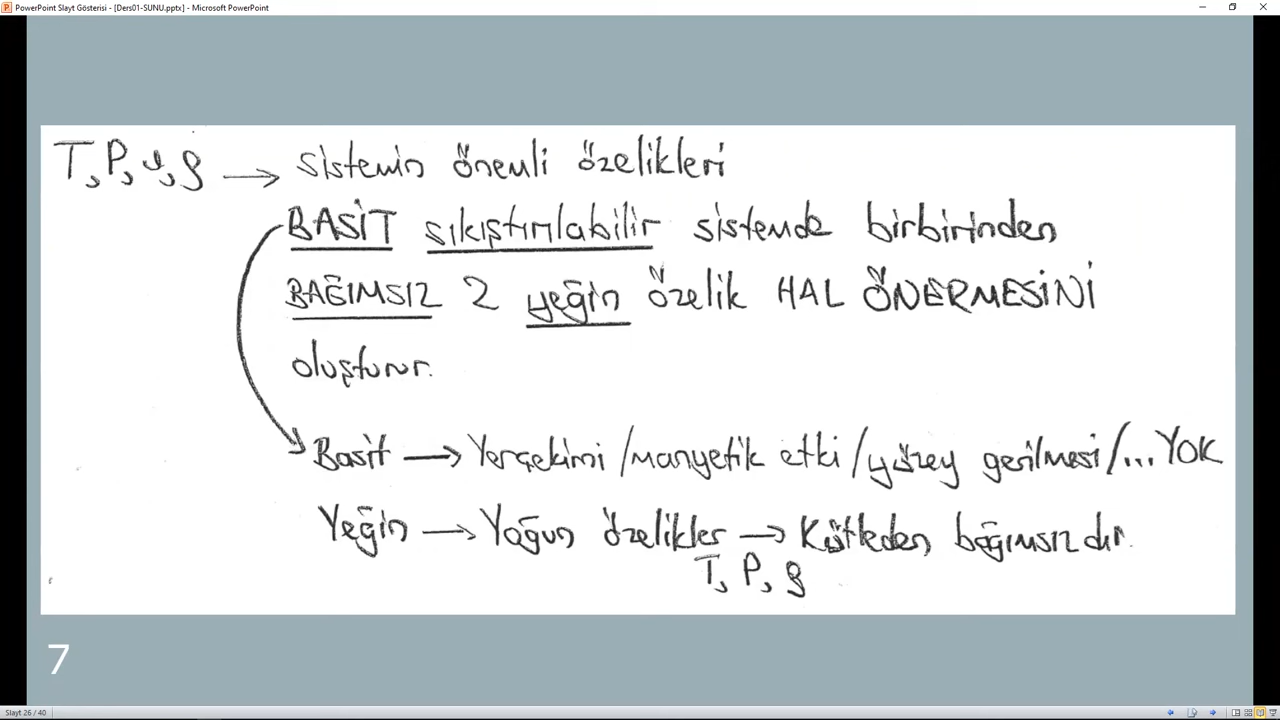 PowerPoint Slayt Gösterisi - [Ders01-SUNU.pptx] - Microsoft PowerPoint
T, P, v, ρ → sistemin önemli özelikleri
BASİT sıkıştırılabilir sistemde birbirinden
BAĞIMSIZ 2 yeğin özelik HAL ÖNERMESİNİ
oluşturur.
Basit → Yerçekimi /manyetik etki /yüzey gerilmesi /... YOK
Yeğin → Yoğun özelikler → Kütleden bağımsızdır.
T, P, ρ
7
Slayt 26 / 40